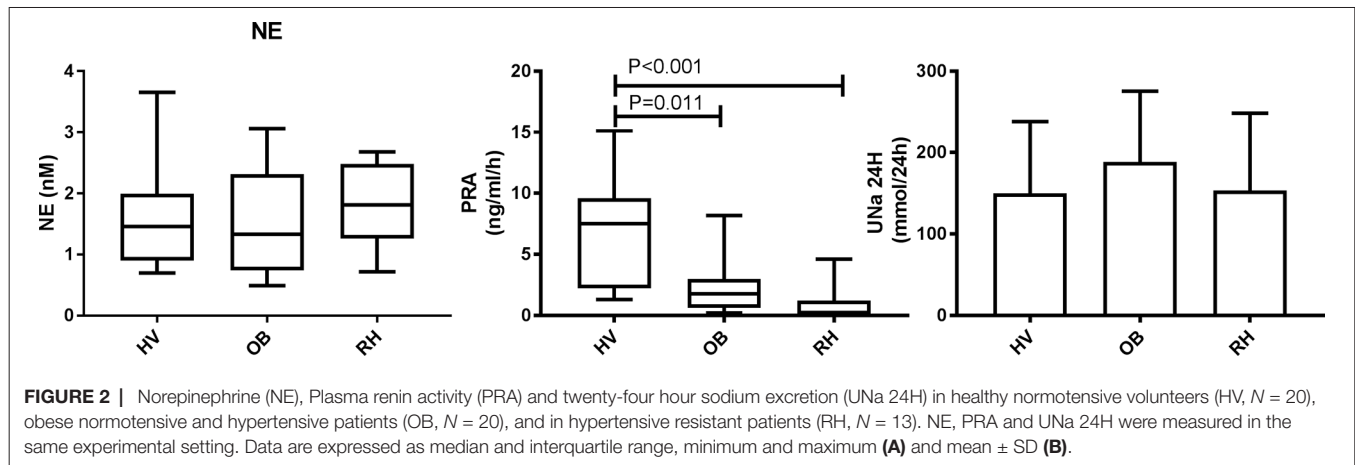 NE
4
3
2
1
0
NE (nM)
HV
OB
RH
P<0.001
P=0.011
20
15
10
5
0
PRA
(ng/ml/h)
HV
OB
RH
300
200
100
0
UNa 24H
(mmol/24h)
HV
OB
RH
FIGURE 2 | Norepinephrine (NE), Plasma renin activity (PRA) and twenty-four hour sodium excretion (UNa 24H) in healthy normotensive volunteers (HV, N = 20),
obese normotensive and hypertensive patients (OB, N = 20), and in hypertensive resistant patients (RH, N = 13). NE, PRA and UNa 24H were measured in the
same experimental setting. Data are expressed as median and interquartile range, minimum and maximum (A) and mean ± SD (B).